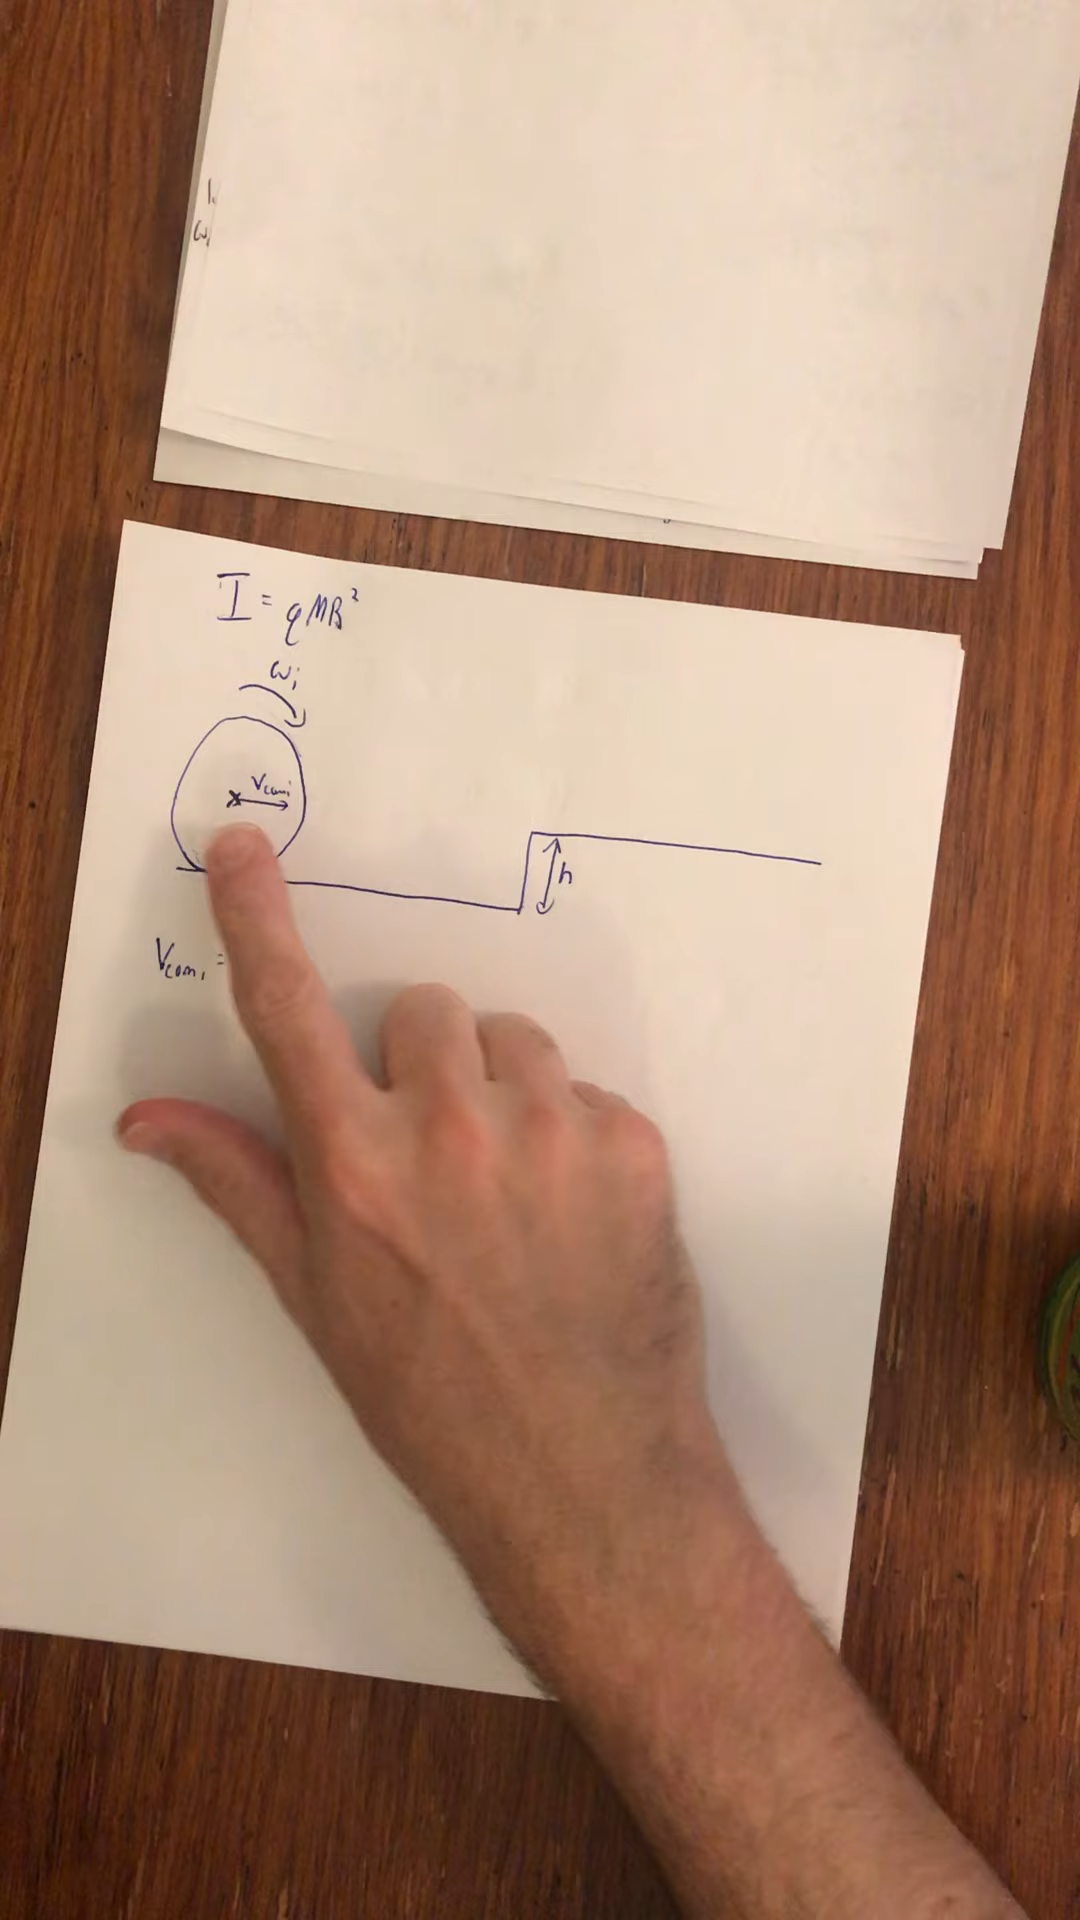 I = qMR²
ωᵢ
V_comᵢ
h
V_comᵢ =